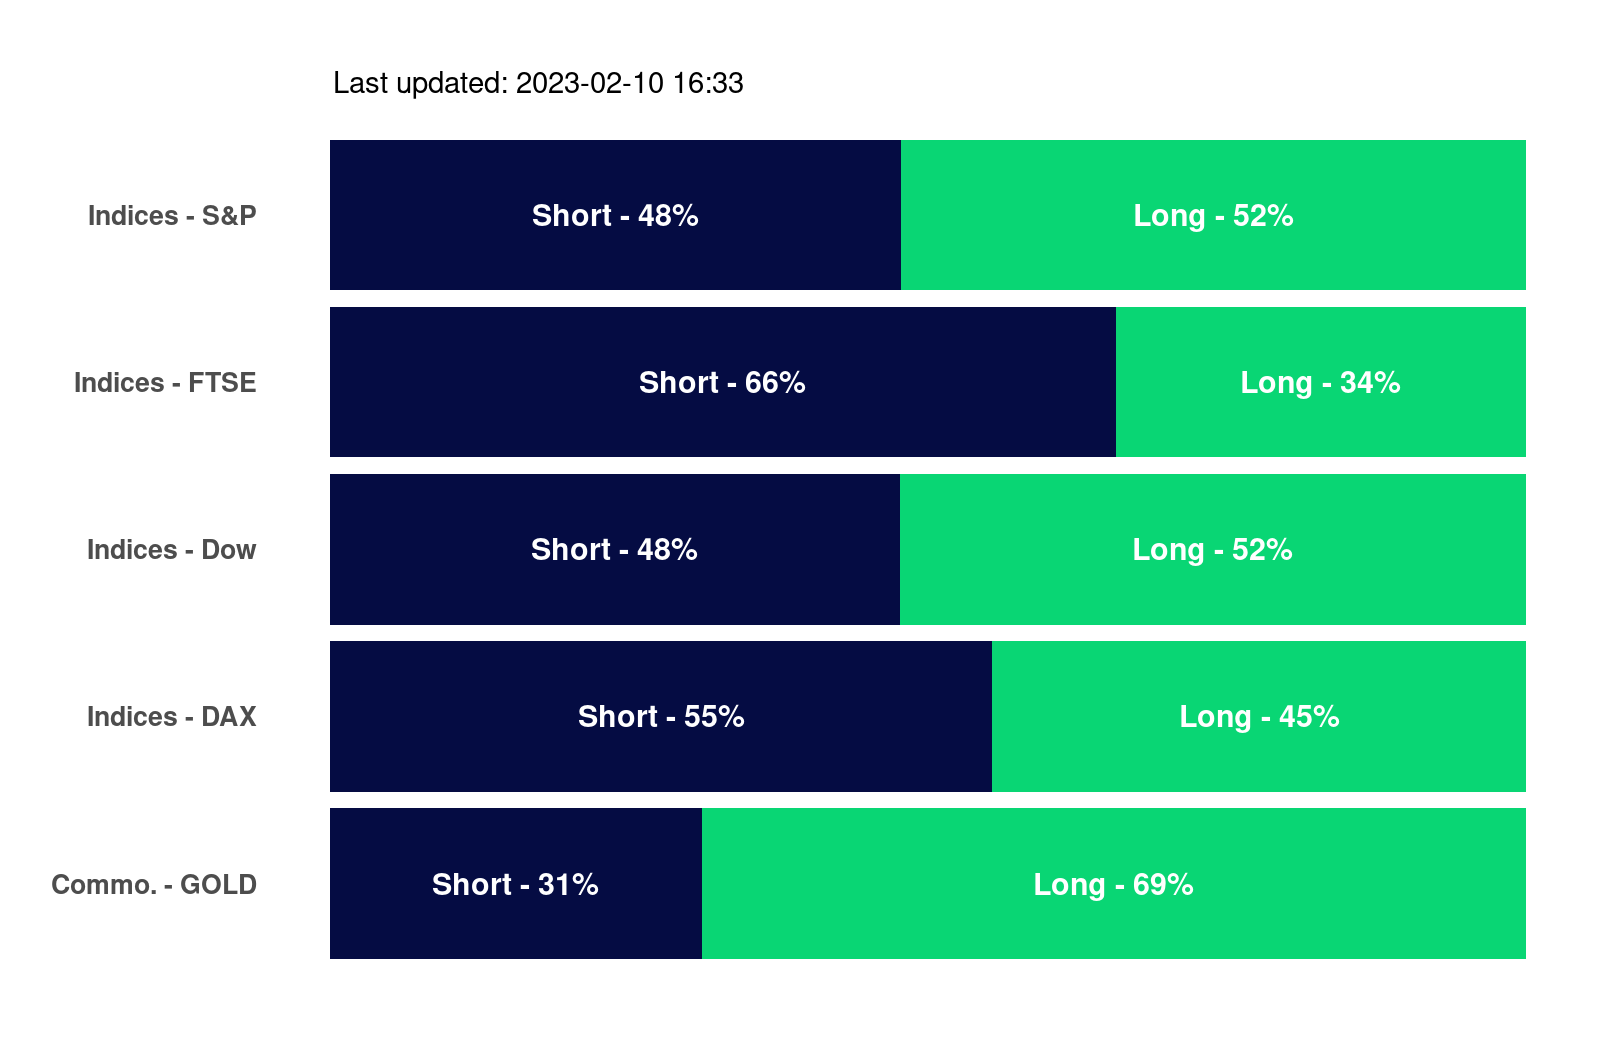 Last updated: 2023-02-10 16:33
Indices - S&P Short - 48% Long - 52%
Indices - FTSE Short - 66% Long - 34%
Indices - Dow Short - 48% Long - 52%
Indices - DAX Short - 55% Long - 45%
Commo. - GOLD Short - 31% Long - 69%